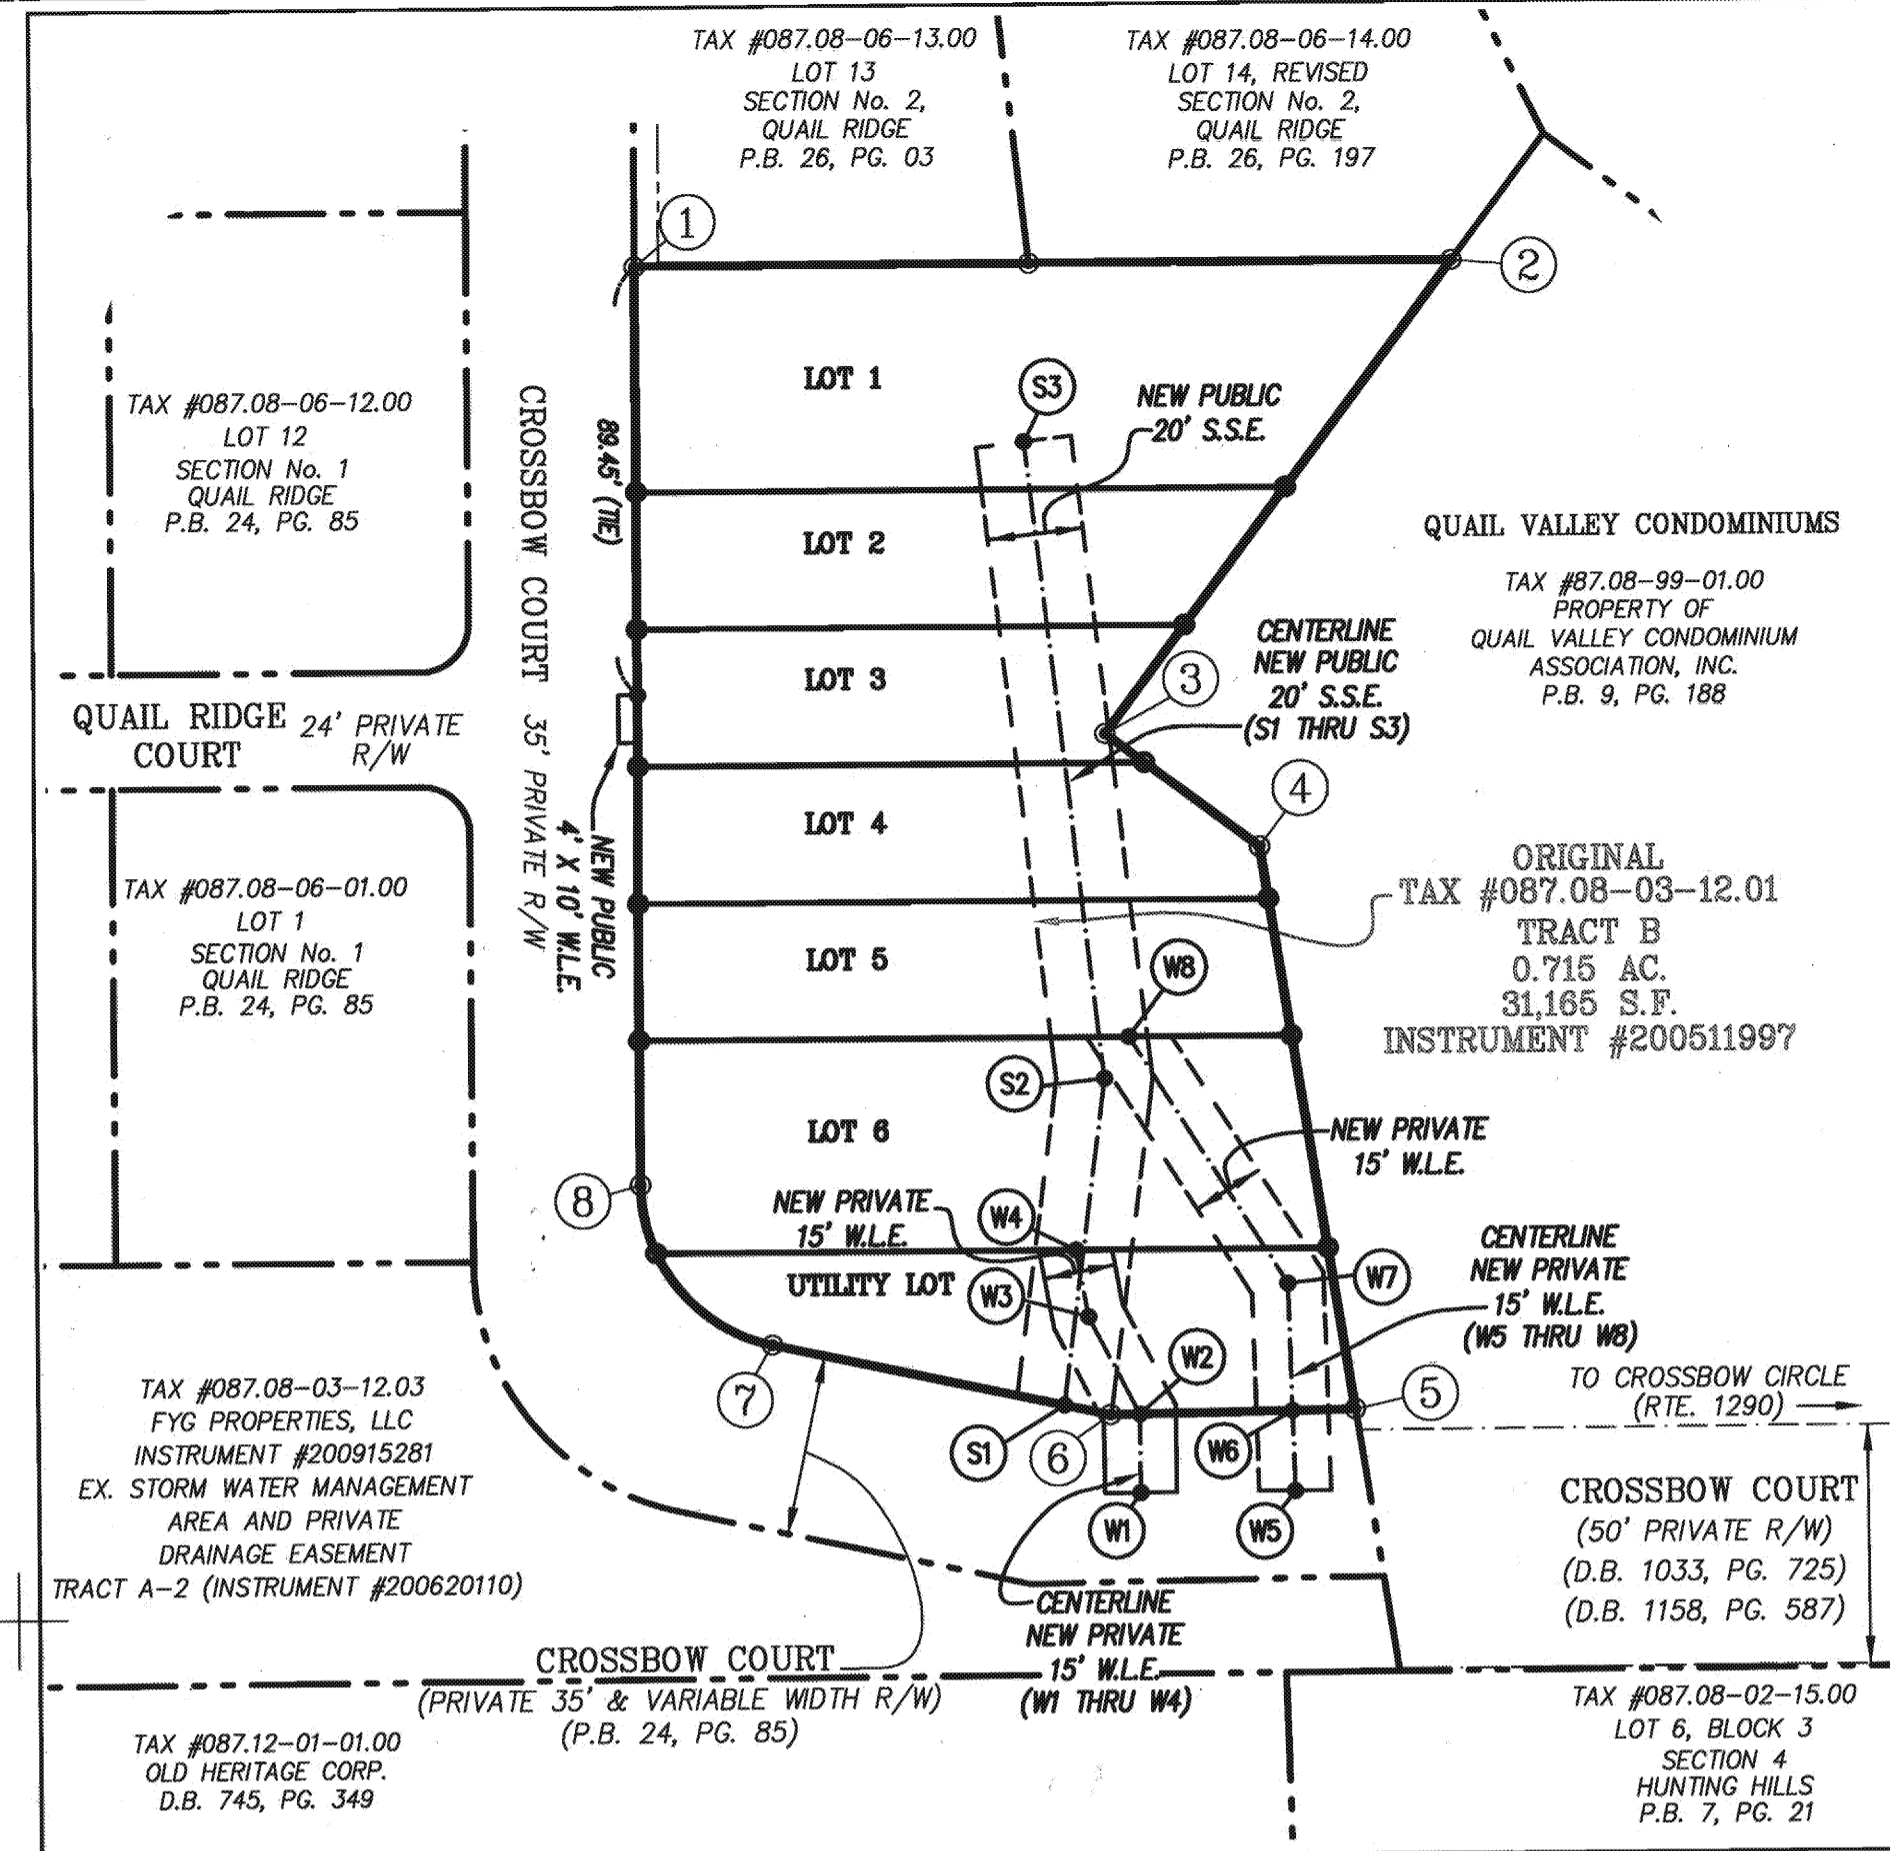 TAX #087.08-06-13.00
LOT 13
SECTION No. 2,
QUAIL RIDGE
P.B. 26, PG. 03
TAX #087.08-06-14.00
LOT 14, REVISED
SECTION No. 2,
QUAIL RIDGE
P.B. 26, PG. 197
1
2
TAX #087.08-06-12.00
LOT 12
SECTION No. 1
QUAIL RIDGE
P.B. 24, PG. 85
CROSSBOW COURT 35' PRIVATE R/W
89.45' (TIE)
LOT 1
S3
NEW PUBLIC
20' S.S.E.
LOT 2
QUAIL VALLEY CONDOMINIUMS
TAX #87.08-99-01.00
PROPERTY OF
QUAIL VALLEY CONDOMINIUM
ASSOCIATION, INC.
P.B. 9, PG. 188
LOT 3
3
CENTERLINE
NEW PUBLIC
20' S.S.E.
(S1 THRU S3)
QUAIL RIDGE
COURT
24' PRIVATE
R/W
NEW PUBLIC
4' X 10' W.L.E.
LOT 4
4
ORIGINAL
TAX #087.08-03-12.01
TRACT B
0.715 AC.
31,165 S.F.
INSTRUMENT #200511997
TAX #087.08-06-01.00
LOT 1
SECTION No. 1
QUAIL RIDGE
P.B. 24, PG. 85
LOT 5
W8
S2
LOT 6
NEW PRIVATE
15' W.L.E.
8
NEW PRIVATE
15' W.L.E.
W4
UTILITY LOT
W3
W7
CENTERLINE
NEW PRIVATE
15' W.L.E.
(W5 THRU W8)
W2
7
5
TO CROSSBOW CIRCLE
(RTE. 1290)
S1
6
W6
W1
W5
TAX #087.08-03-12.03
FYG PROPERTIES, LLC
INSTRUMENT #200915281
EX. STORM WATER MANAGEMENT
AREA AND PRIVATE
DRAINAGE EASEMENT
TRACT A-2 (INSTRUMENT #200620110)
CROSSBOW COURT
(50' PRIVATE R/W)
(D.B. 1033, PG. 725)
(D.B. 1158, PG. 587)
CENTERLINE
NEW PRIVATE
15' W.L.E.
(W1 THRU W4)
CROSSBOW COURT
(PRIVATE 35' & VARIABLE WIDTH R/W)
(P.B. 24, PG. 85)
TAX #087.12-01-01.00
OLD HERITAGE CORP.
D.B. 745, PG. 349
TAX #087.08-02-15.00
LOT 6, BLOCK 3
SECTION 4
HUNTING HILLS
P.B. 7, PG. 21